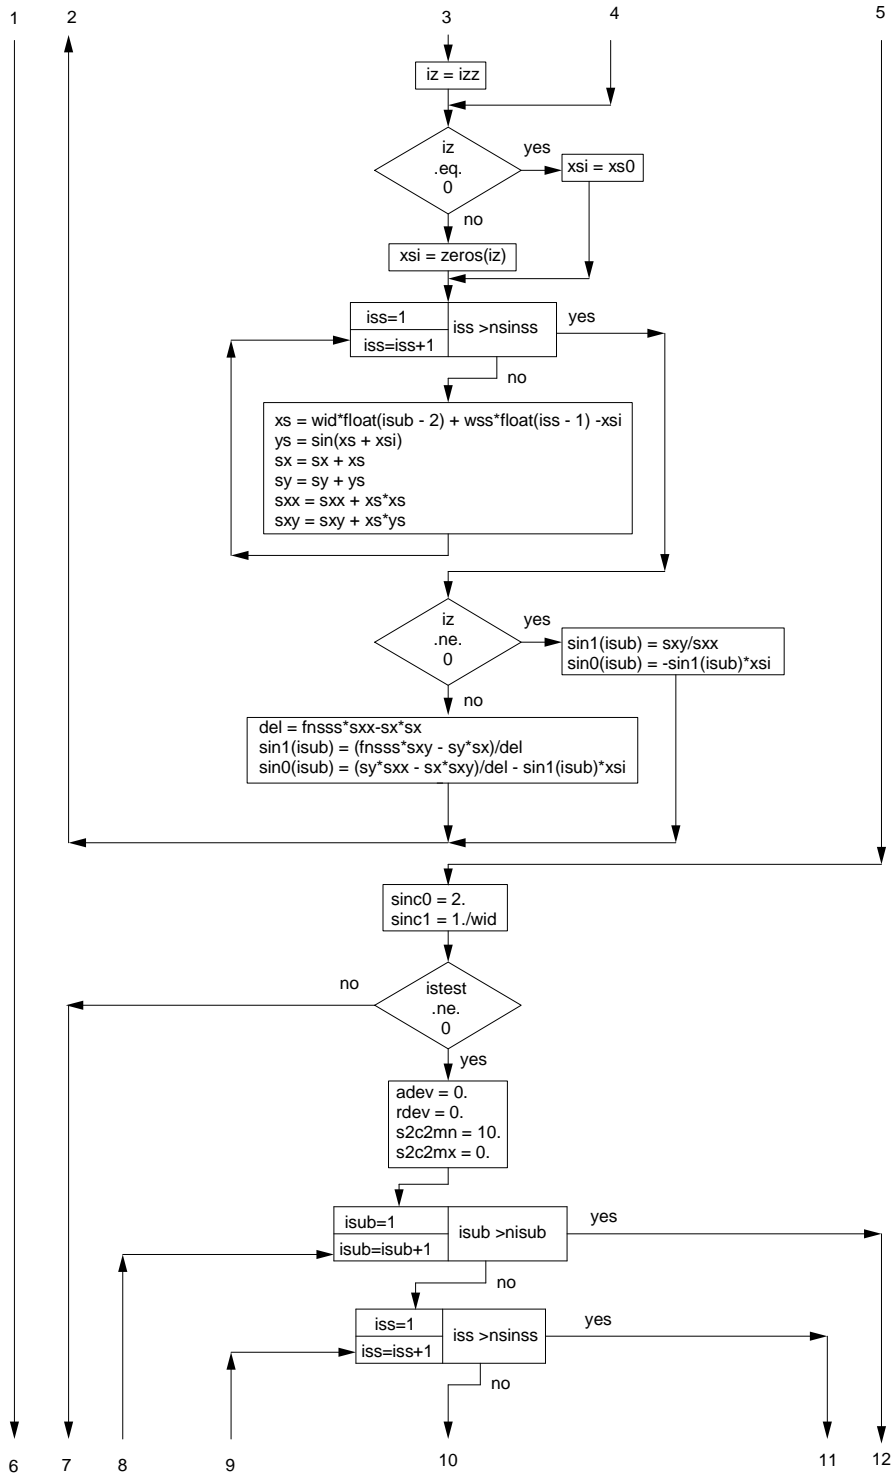 1
2
3
4
5
iz = izz
iz
.eq.
0
yes
xsi = xs0
no
xsi = zeros(iz)
iss=1
iss=iss+1
iss >nsinss
yes
no
xs = wid*float(isub - 2) + wss*float(iss - 1) -xsi
ys = sin(xs + xsi)
sx = sx + xs
sy = sy + ys
sxx = sxx + xs*xs
sxy = sxy + xs*ys
iz
.ne.
0
yes
sin1(isub) = sxy/sxx
sin0(isub) = -sin1(isub)*xsi
no
del = fnsss*sxx-sx*sx
sin1(isub) = (fnsss*sxy - sy*sx)/del
sin0(isub) = (sy*sxx - sx*sxy)/del - sin1(isub)*xsi
sinc0 = 2.
sinc1 = 1./wid
no
istest
.ne.
0
yes
adev = 0.
rdev = 0.
s2c2mn = 10.
s2c2mx = 0.
isub=1
isub=isub+1
isub >nisub
yes
no
iss=1
iss=iss+1
iss >nsinss
yes
no
6
7
8
9
10
11
12